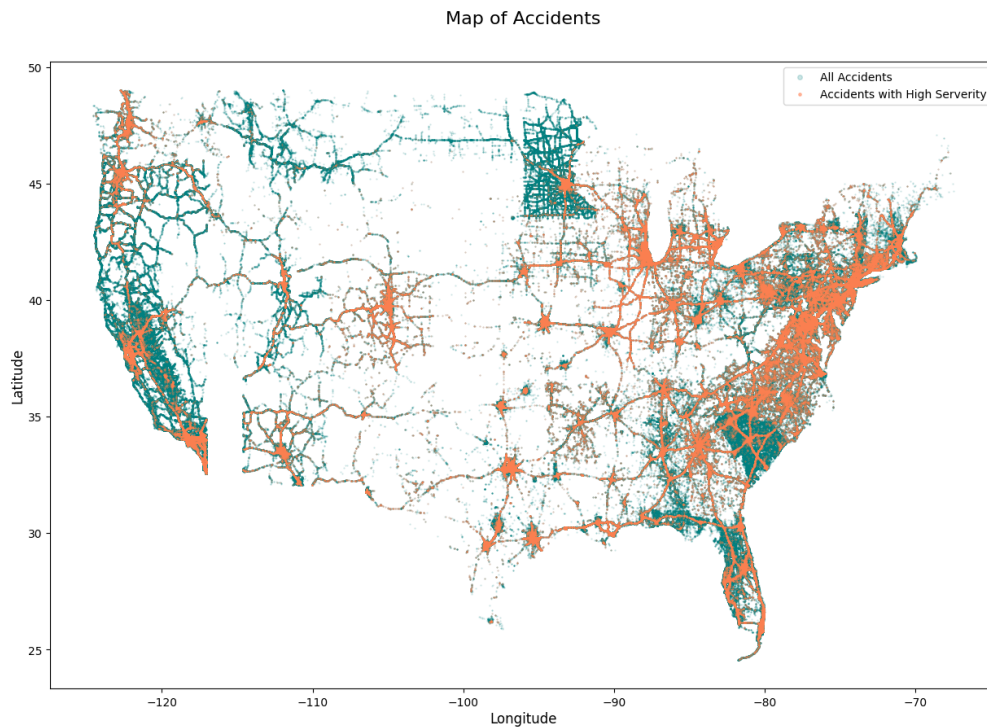 Map of Accidents
All Accidents
Accidents with High Serverity
50
45
40
35
30
25
Latitude
−120
−110
−100
−90
−80
−70
Longitude